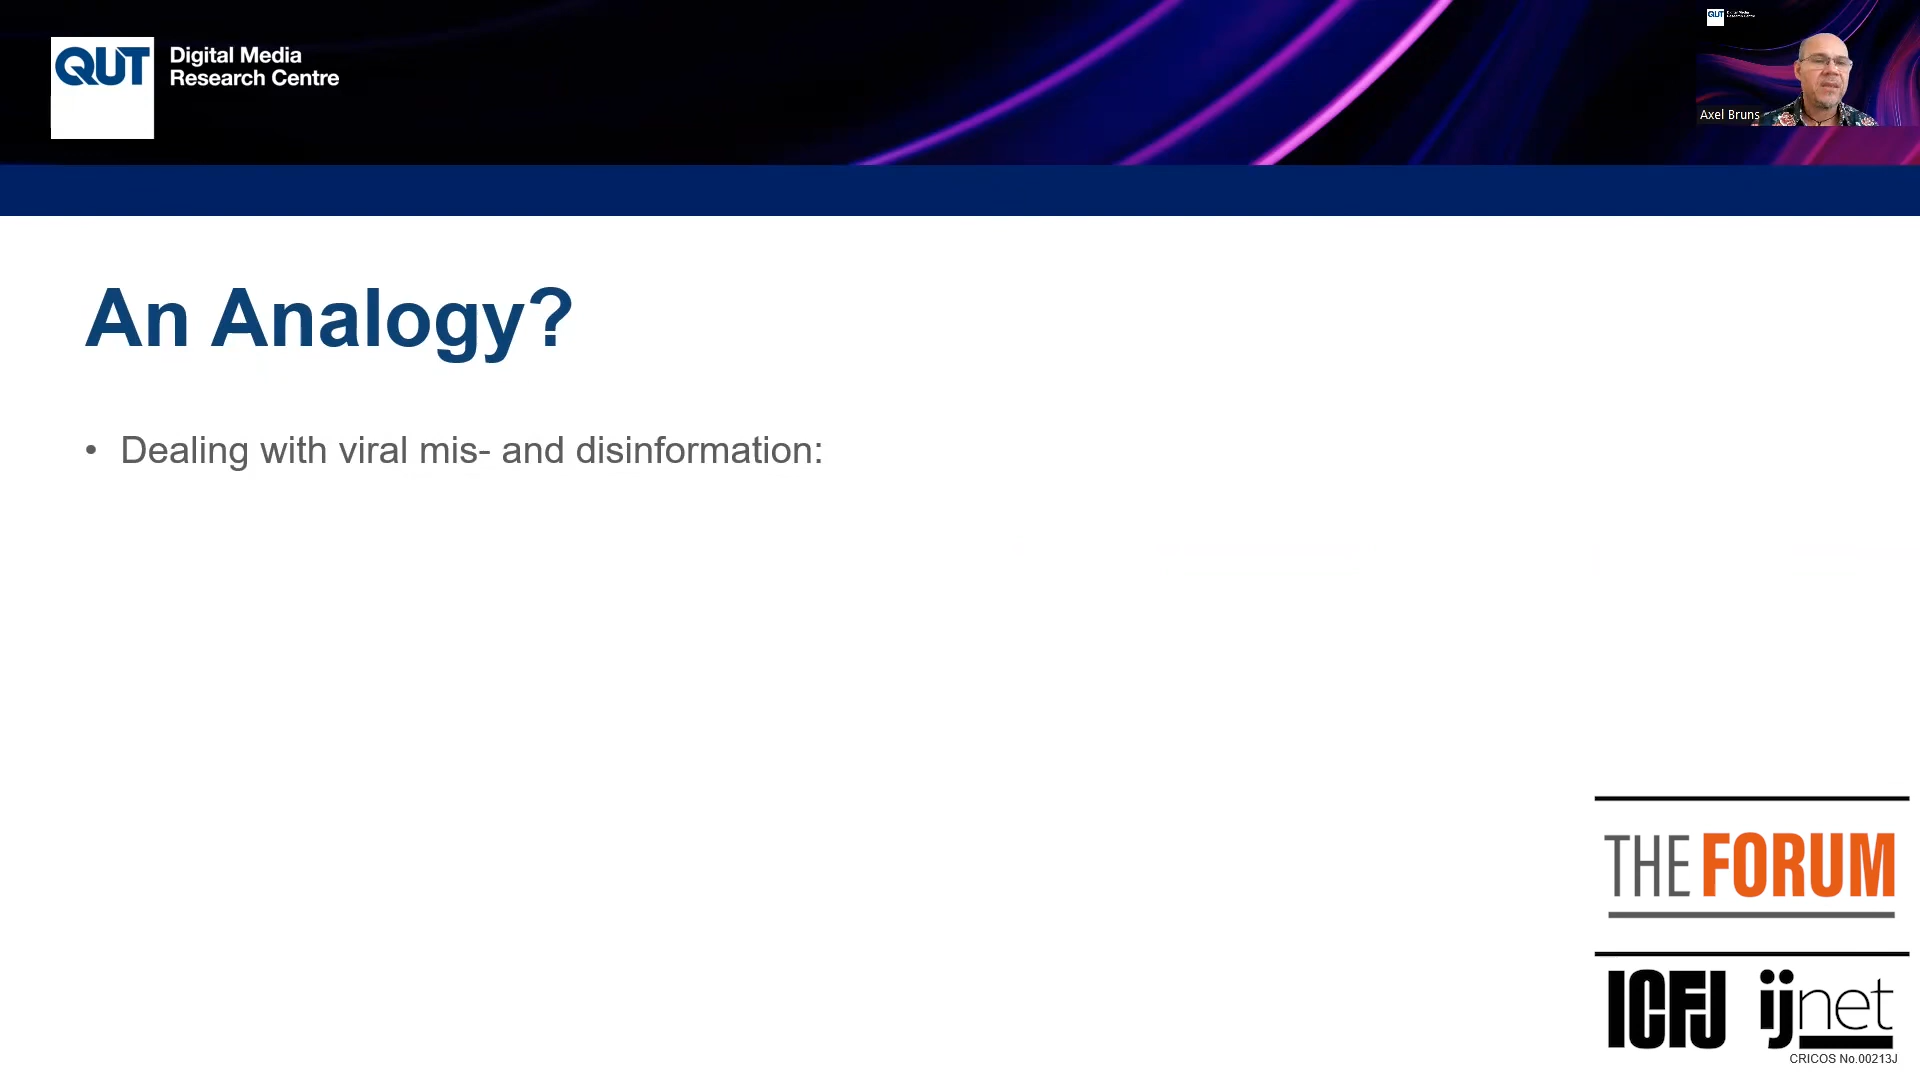 QUT
Digital Media
Research Centre
QUT
Axel Bruns
An Analogy?
• Dealing with viral mis- and disinformation:
THE FORUM
ICFJ ijnet
CRICOS No.00213J